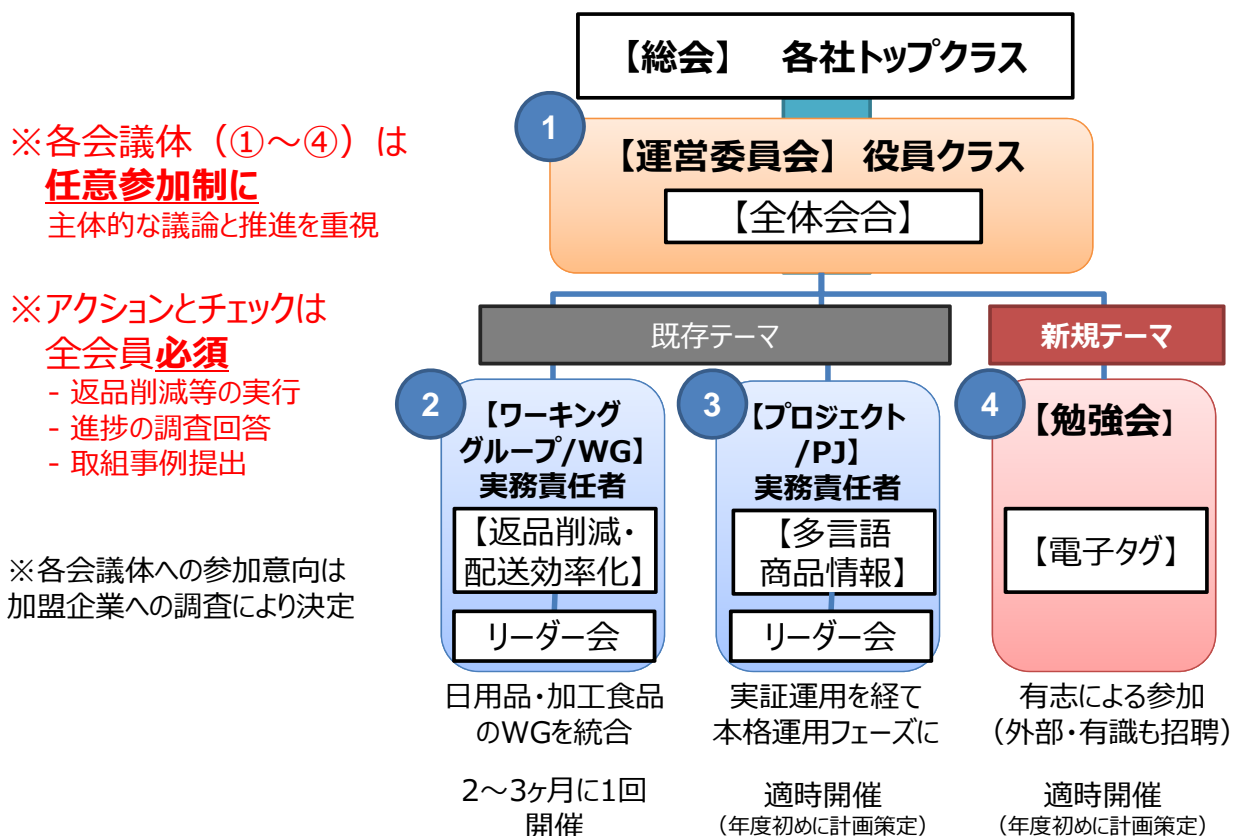 【総会】　各社トップクラス
1
【運営委員会】役員クラス
【全体会合】
※各会議体（①～④）は
任意参加制に
主体的な議論と推進を重視
※アクションとチェックは
全会員必須
- 返品削減等の実行
- 進捗の調査回答
- 取組事例提出
※各会議体への参加意向は
加盟企業への調査により決定
既存テーマ
新規テーマ
2
【ワーキング
グループ/WG】
実務責任者
【返品削減・
配送効率化】
リーダー会
日用品・加工食品
のWGを統合
2～3ヶ月に1回
開催
3
【プロジェクト
/PJ】
実務責任者
【多言語
商品情報】
リーダー会
実証運用を経て
本格運用フェーズに
適時開催
（年度初めに計画策定）
4
【勉強会】
【電子タグ】
有志による参加
（外部・有識も招聘）
適時開催
（年度初めに計画策定）